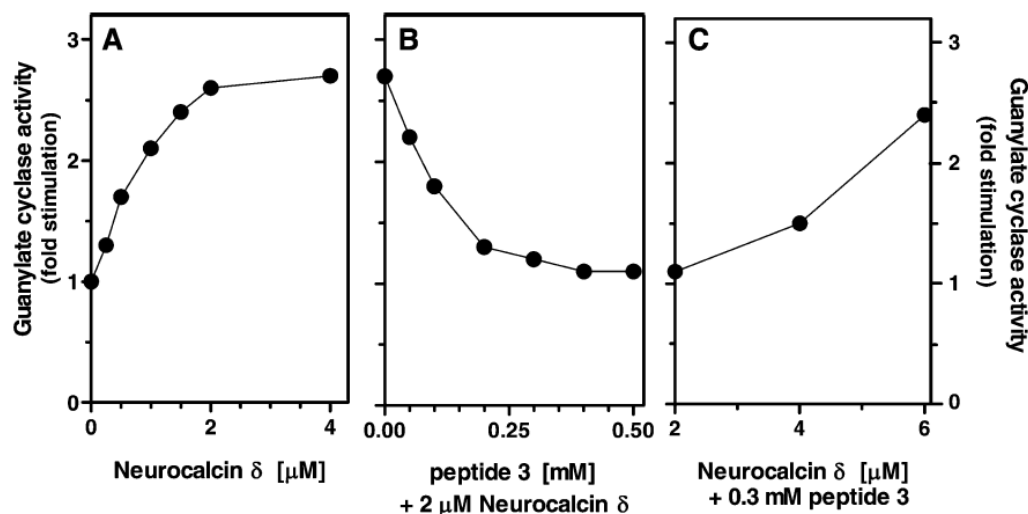 A
B
C
Guanylate cyclase activity
(fold stimulation)
3
2
1
0
0
2
4
Neurocalcin δ [μM]
0.00
0.25
0.50
peptide 3 [mM]
+ 2 μM Neurocalcin δ
2
4
6
Neurocalcin δ [μM]
+ 0.3 mM peptide 3
3
2
1
0
Guanylate cyclase activity
(fold stimulation)